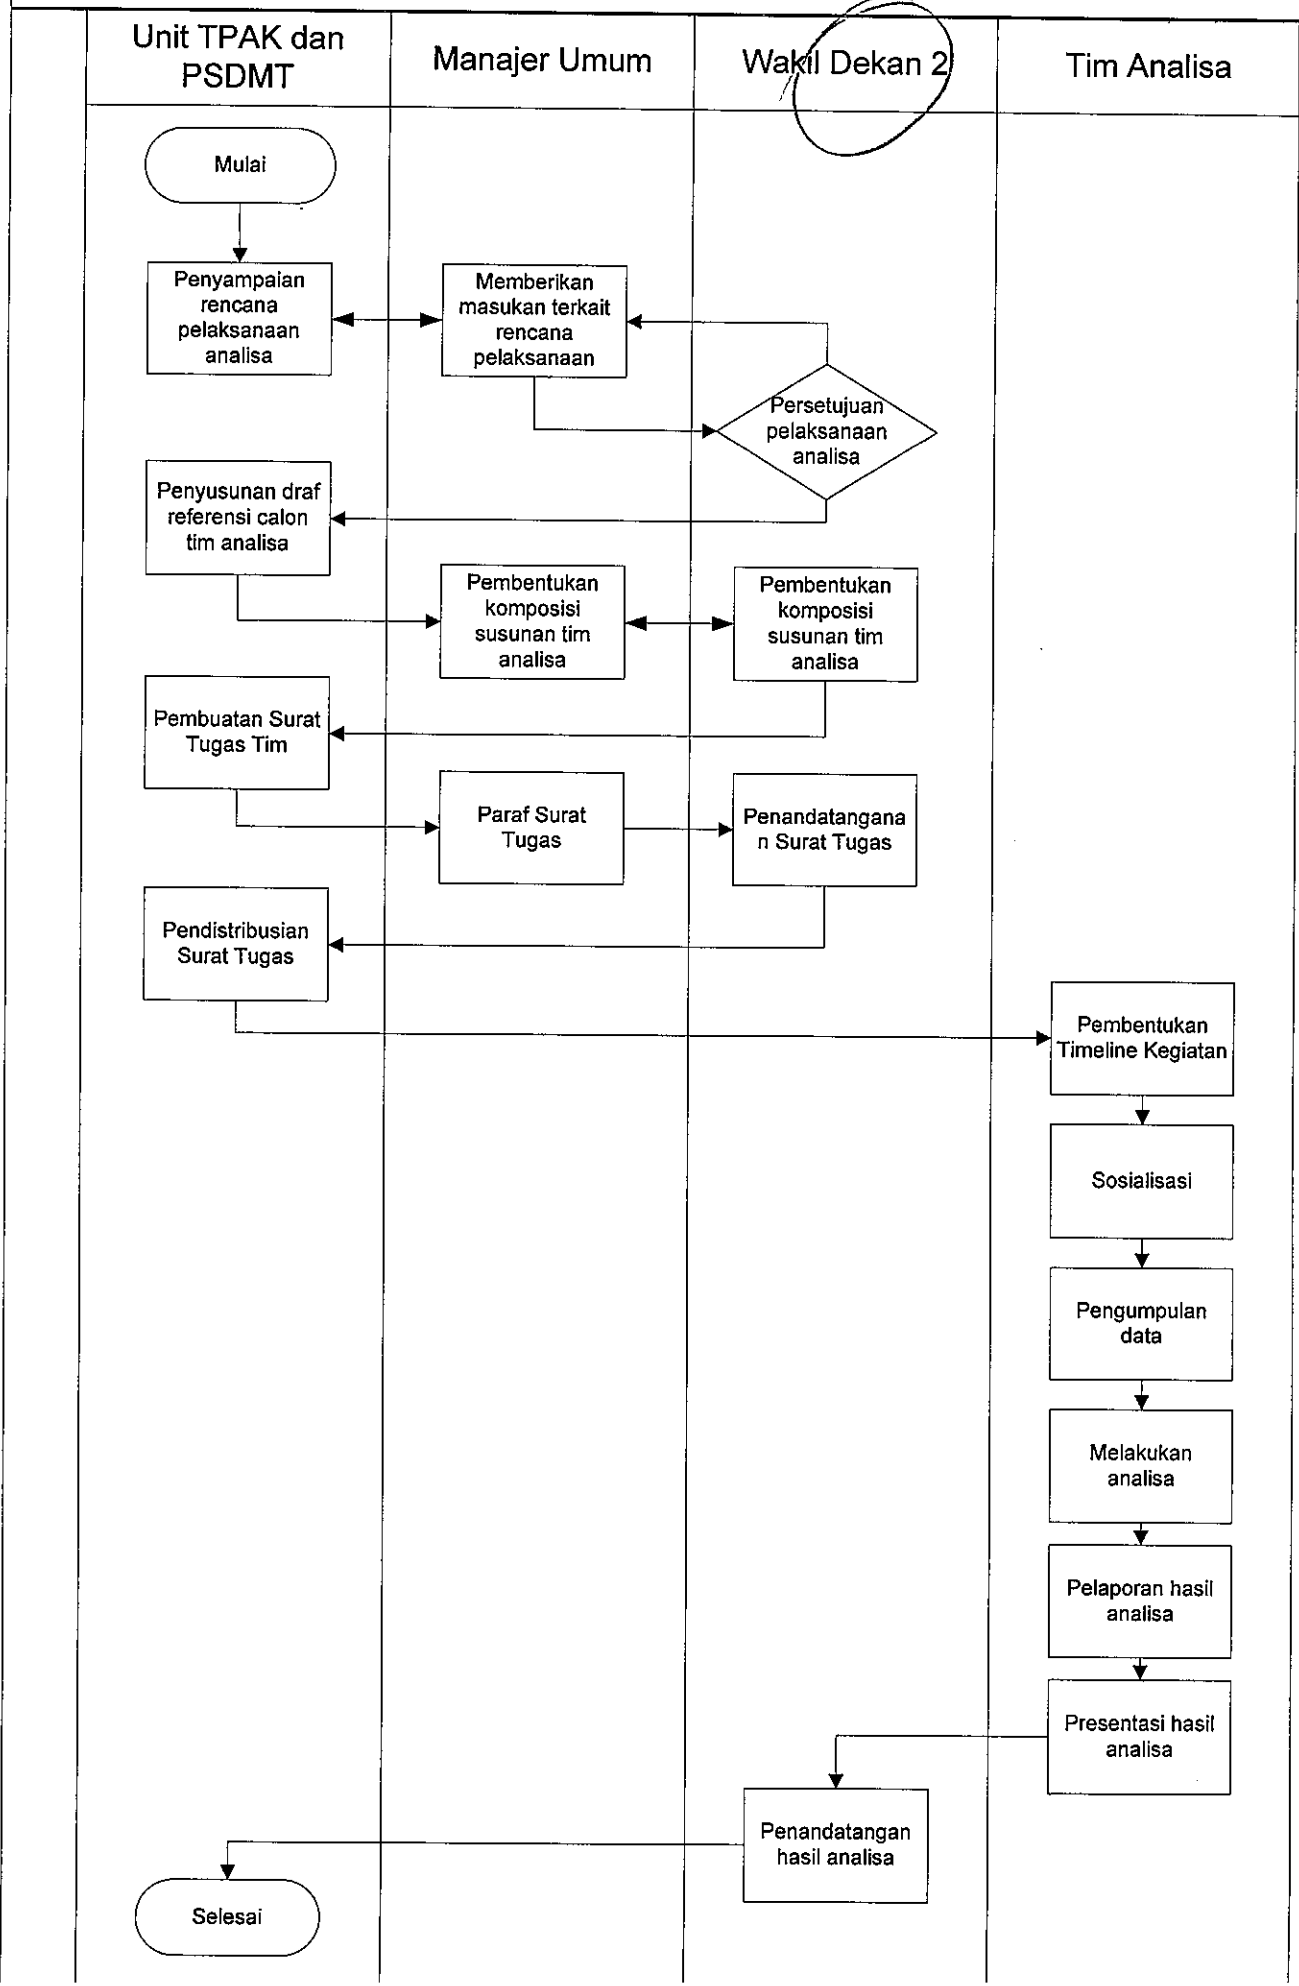 Unit TPAK dan
PSDMT
Manajer Umum
Wakil Dekan 2
Tim Analisa
Mulai
Penyampaian
rencana
pelaksanaan
analisa
Memberikan
masukan terkait
rencana
pelaksanaan
Persetujuan
pelaksanaan
analisa
Penyusunan draf
referensi calon
tim analisa
Pembentukan
komposisi
susunan tim
analisa
Pembentukan
komposisi
susunan tim
analisa
Pembuatan Surat
Tugas Tim
Paraf Surat
Tugas
Penandatangana
n Surat Tugas
Pendistribusian
Surat Tugas
Pembentukan
Timeline Kegiatan
Sosialisasi
Pengumpulan
data
Melakukan
analisa
Pelaporan hasil
analisa
Presentasi hasil
analisa
Penandatangan
hasil analisa
Selesai